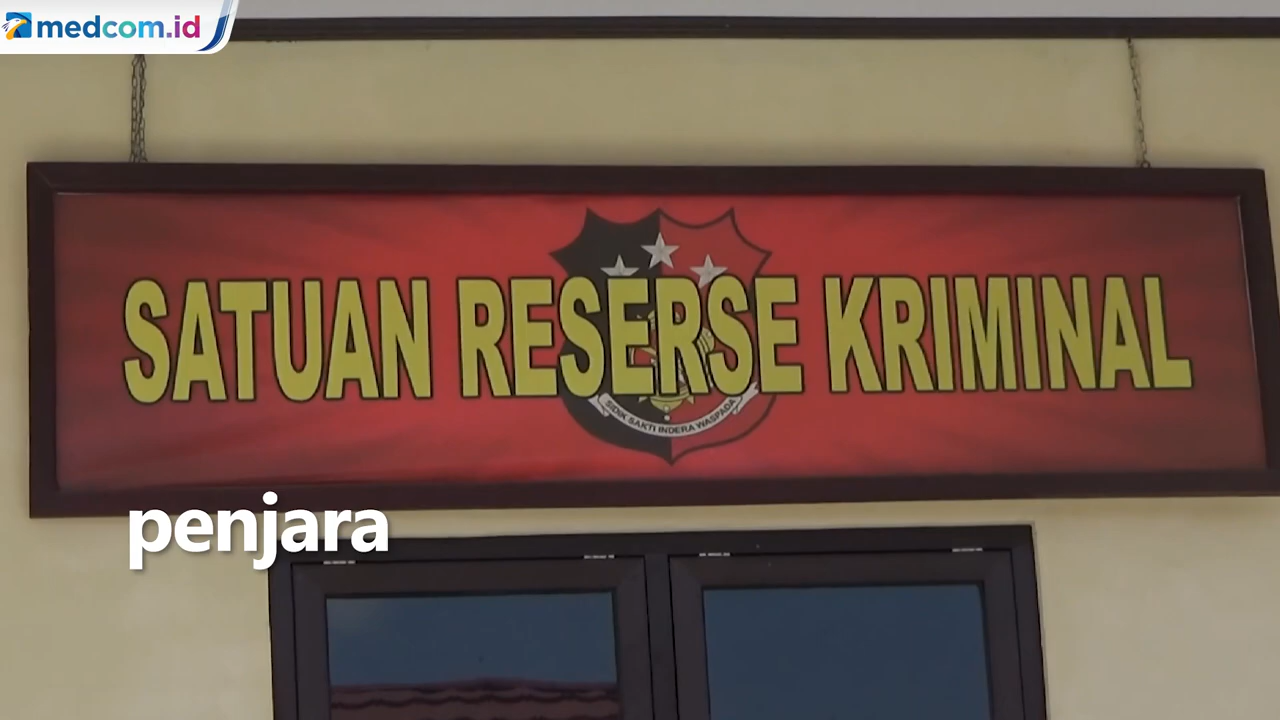 medcom.id
SATUAN RESERSE KRIMINAL
SIDIK SAKTI INDERA WASPADA
penjara